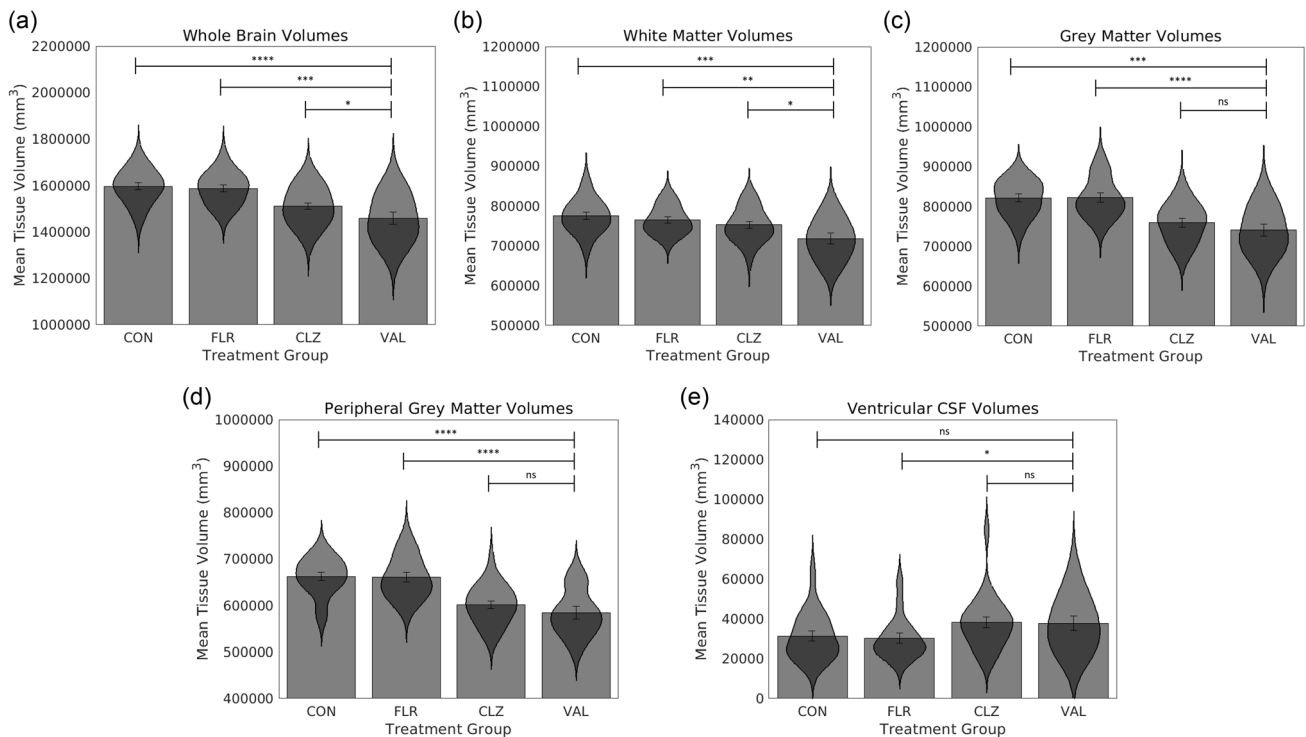 (a)
Whole Brain Volumes
2200000
2000000
1800000
1600000
1400000
1200000
1000000
Mean Tissue Volume (mm3)
****
***
*
CON FLR CLZ VAL
Treatment Group
(b)
White Matter Volumes
1200000
1100000
1000000
900000
800000
700000
600000
500000
Mean Tissue Volume (mm3)
***
**
*
CON FLR CLZ VAL
Treatment Group
(c)
Grey Matter Volumes
1200000
1100000
1000000
900000
800000
700000
600000
500000
Mean Tissue Volume (mm3)
***
****
ns
CON FLR CLZ VAL
Treatment Group
(d)
Peripheral Grey Matter Volumes
1000000
900000
800000
700000
600000
500000
400000
Mean Tissue Volume (mm3)
****
****
ns
CON FLR CLZ VAL
Treatment Group
(e)
Ventricular CSF Volumes
140000
120000
100000
80000
60000
40000
20000
0
Mean Tissue Volume (mm3)
ns
*
ns
CON FLR CLZ VAL
Treatment Group